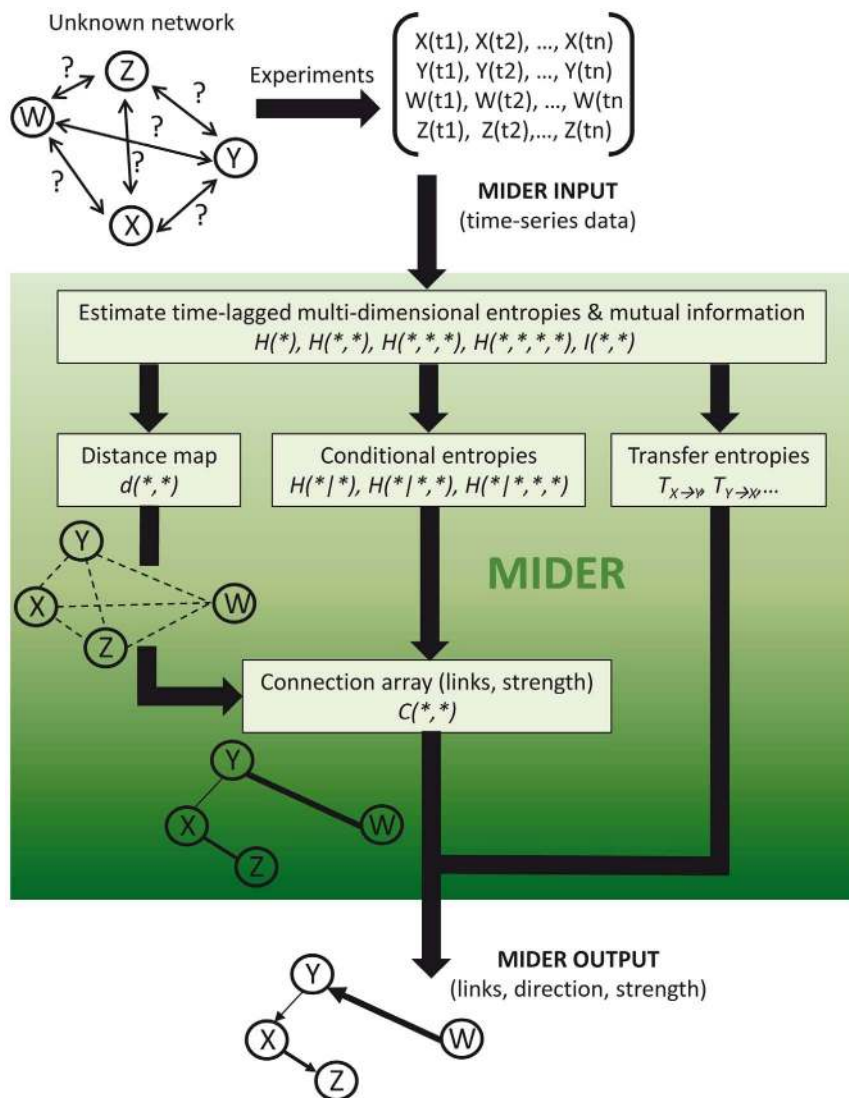 Unknown network
Z
W
Y
X
?
?
?
?
?
?
Experiments
X(t1), X(t2), ..., X(tn)
Y(t1), Y(t2), ..., Y(tn)
W(t1), W(t2), ..., W(tn
Z(t1), Z(t2),..., Z(tn)
MIDER INPUT
(time-series data)
Estimate time-lagged multi-dimensional entropies & mutual information
H(*), H(*,*), H(*,*,*), H(*,*,*,*), I(*,*)
Distance map
d(*,*)
Conditional entropies
H(*|*), H(*|*,*), H(*|*,*,*)
Transfer entropies
TX→Y, TY→X,...
Y
X
W
Z
MIDER
Connection array (links, strength)
C(*,*)
Y
X
W
Z
MIDER OUTPUT
(links, direction, strength)
Y
X
W
Z